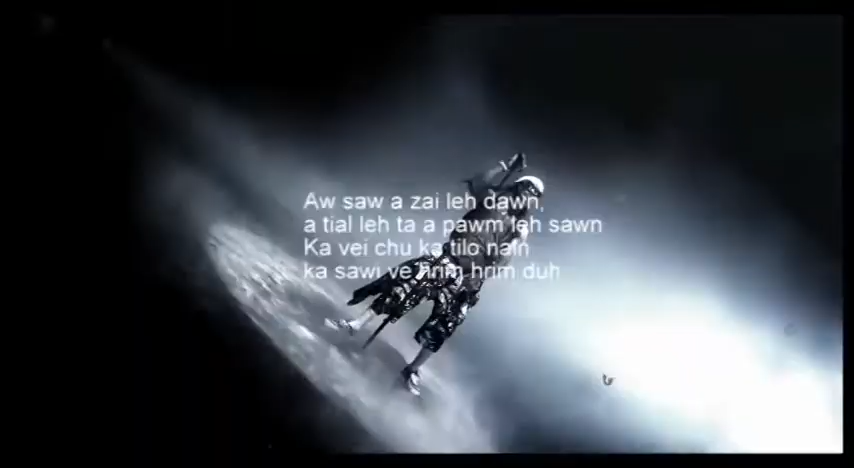 Aw saw a zai leh dawn,
a tial leh ta a pawm leh sawn
Ka vei chu ka tilo nain
ka sawi ve hrim hrim duh